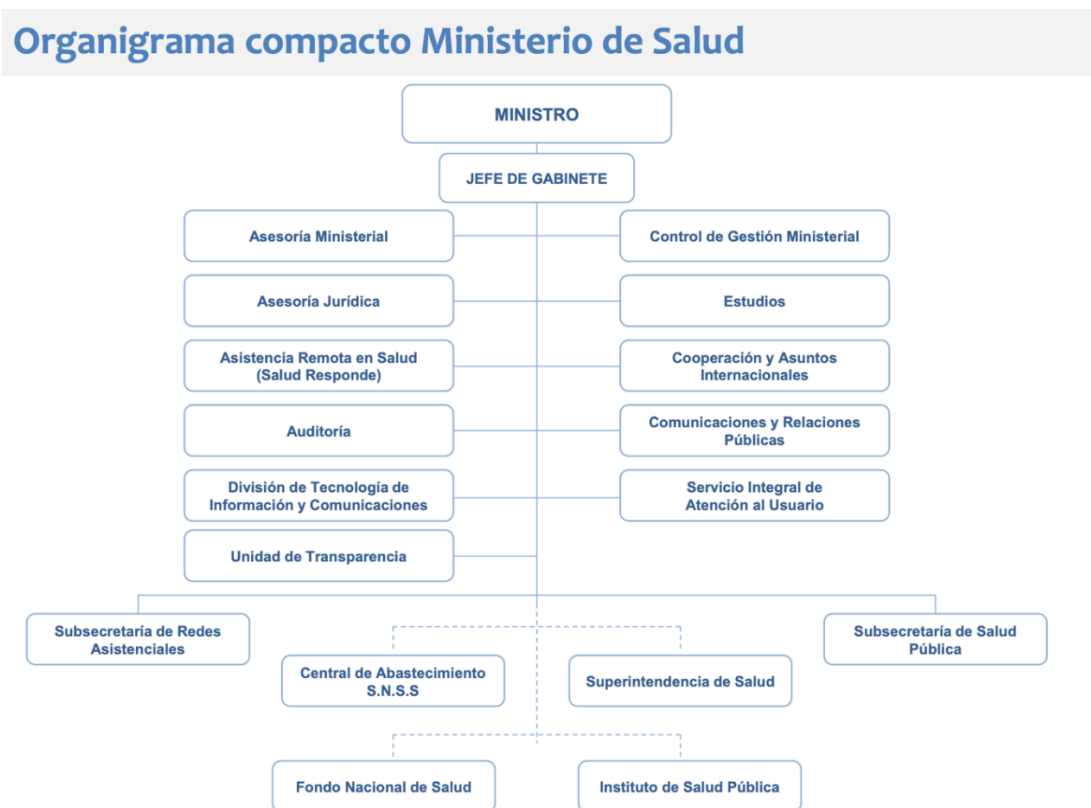 Organigrama compacto Ministerio de Salud
MINISTRO
JEFE DE GABINETE
Asesoría Ministerial
Control de Gestión Ministerial
Asesoría Jurídica
Estudios
Asistencia Remota en Salud
(Salud Responde)
Cooperación y Asuntos
Internacionales
Auditoría
Comunicaciones y Relaciones
Públicas
División de Tecnología de
Información y Comunicaciones
Servicio Integral de
Atención al Usuario
Unidad de Transparencia
Subsecretaría de Redes
Asistenciales
Subsecretaría de Salud
Pública
Central de Abastecimiento
S.N.S.S
Superintendencia de Salud
Fondo Nacional de Salud
Instituto de Salud Pública